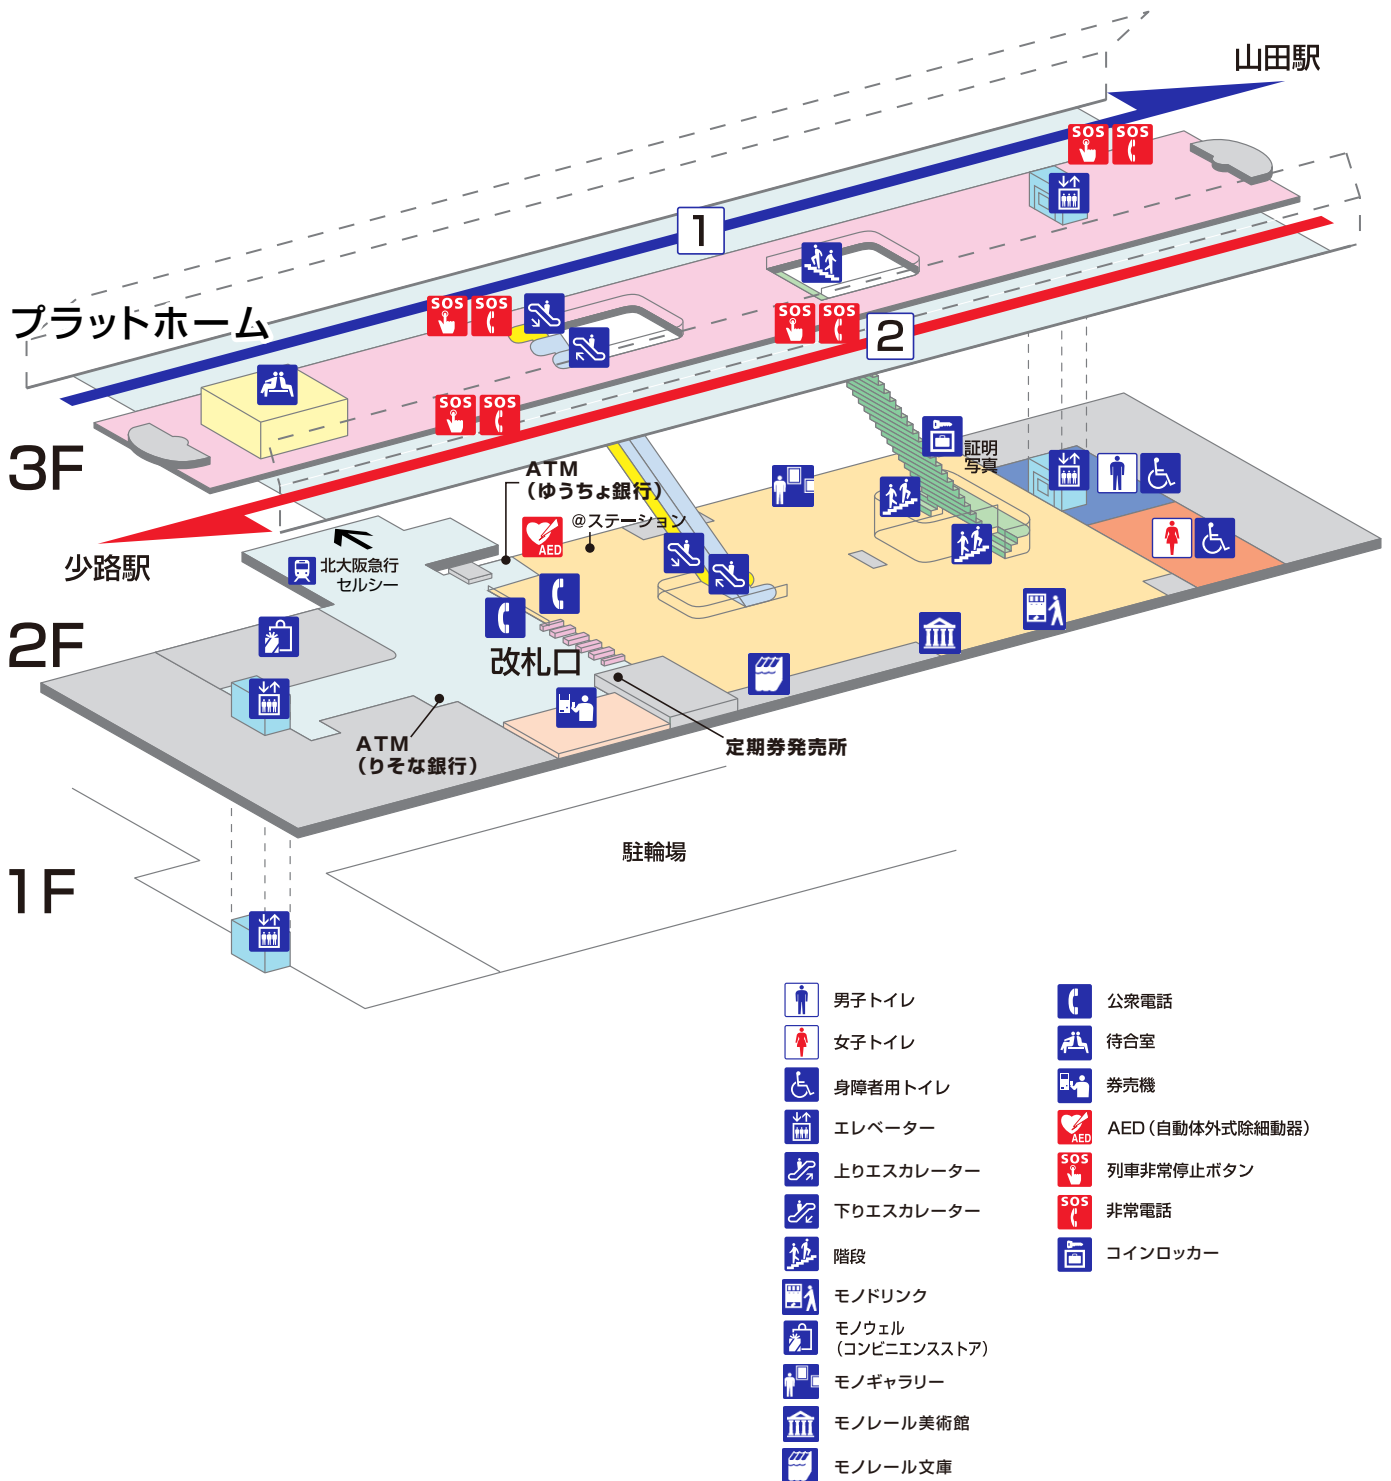 山田駅
SOS SOS
1
プラットホーム
SOS SOS
SOS SOS
2
SOS SOS
3F
少路駅
ATM
(ゆうちょ銀行)
@ステーション
AED
証明
写真
北大阪急行
セルシー
2F
改札口
ATM
(りそな銀行)
定期券発売所
1F
駐輪場
男子トイレ
女子トイレ
身障者用トイレ
エレベーター
上りエスカレーター
下りエスカレーター
階段
モノドリンク
モノウェル
(コンビニエンスストア)
モノギャラリー
モノレール美術館
モノレール文庫
公衆電話
待合室
券売機
AED
AED(自動体外式除細動器)
SOS
列車非常停止ボタン
SOS
非常電話
コインロッカー